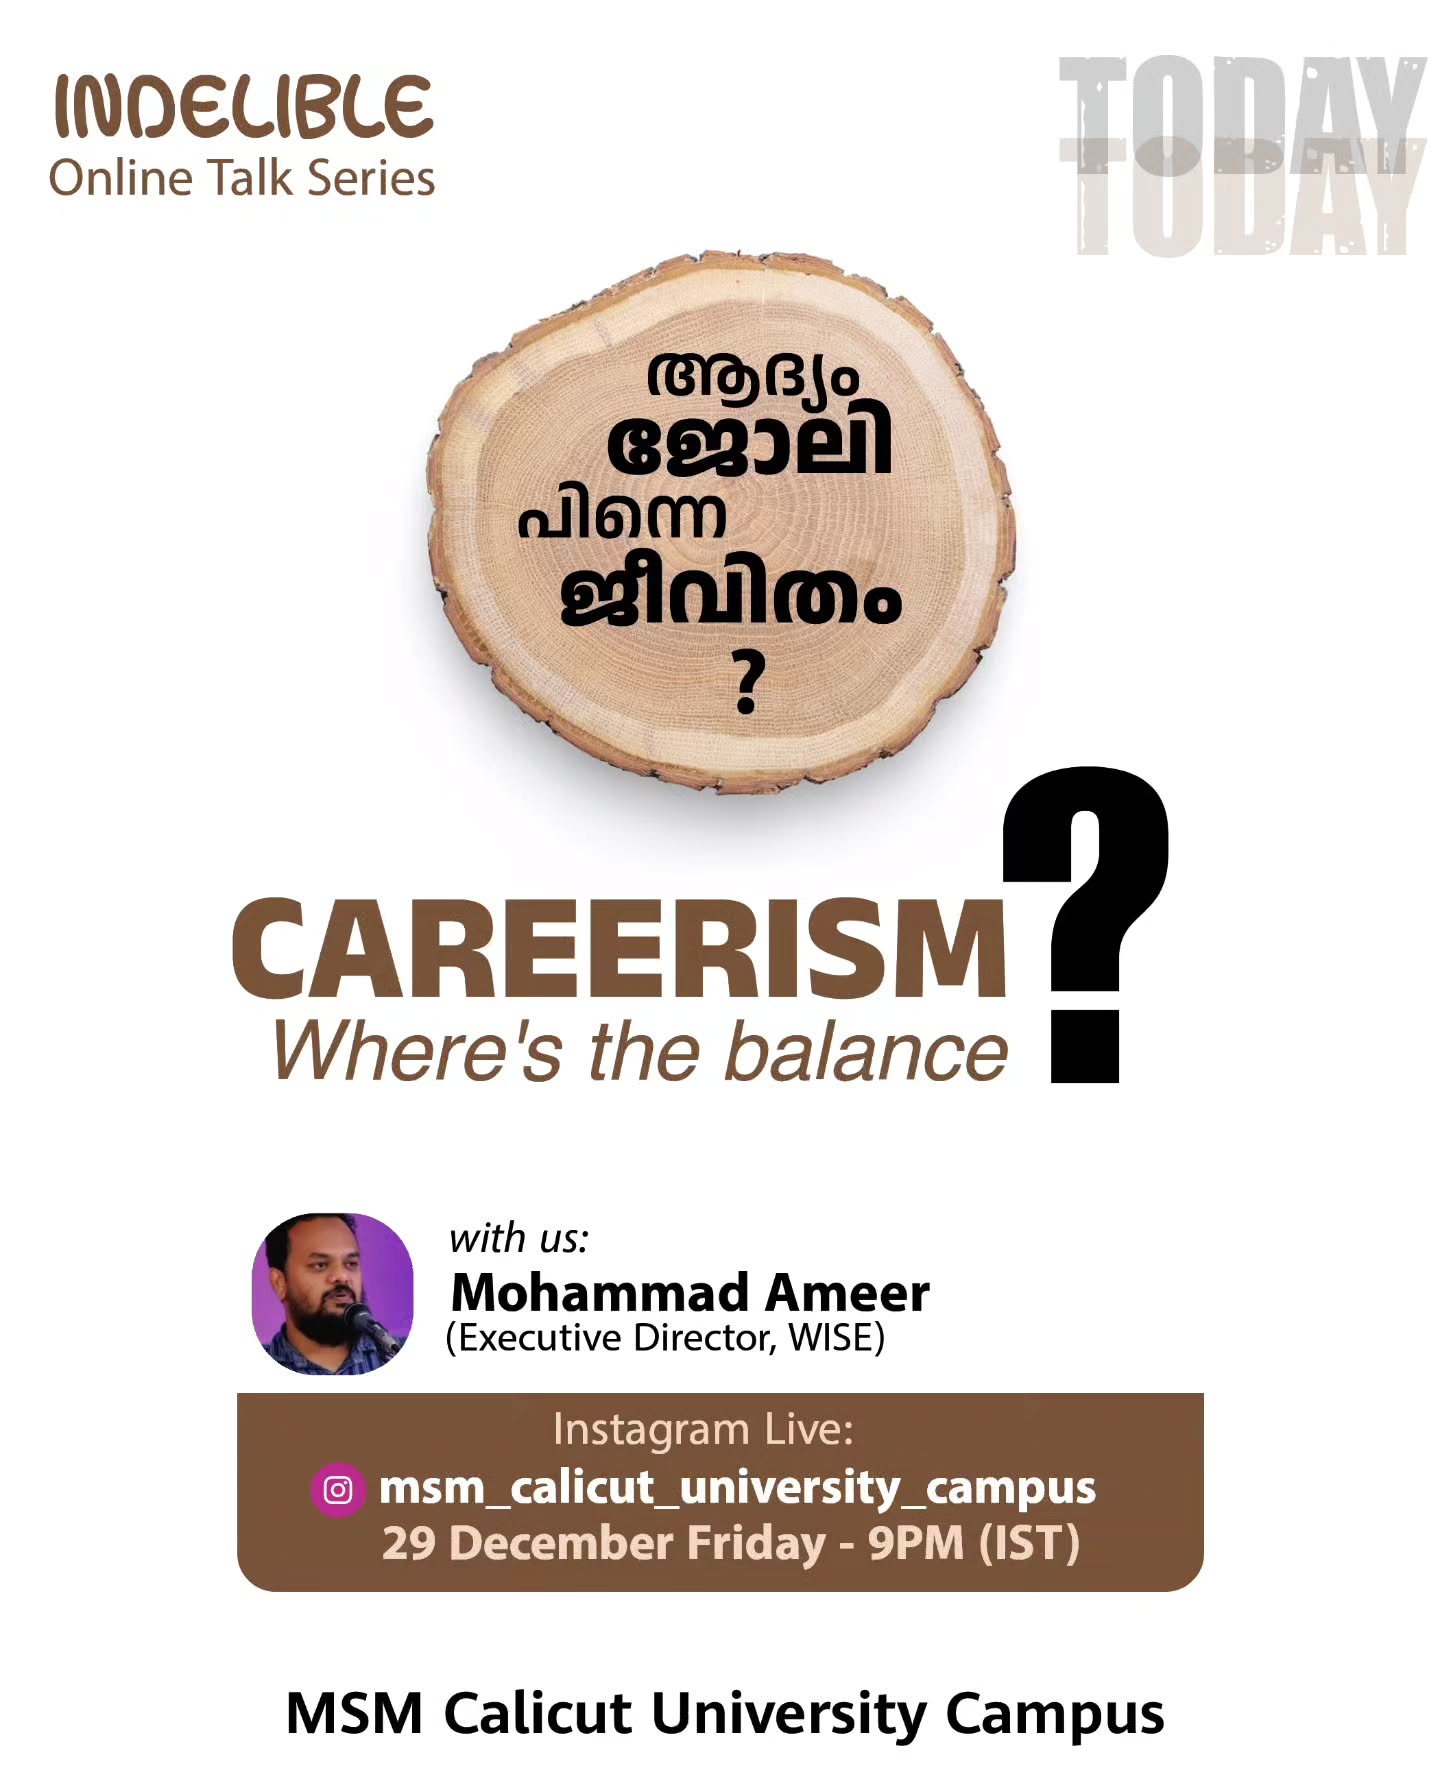 INDELIBLE
Online Talk Series
TODAY
TODAY
ആദ്യം
ജോലി
പിന്നെ
ജീവിതം
?
CAREERISM?
Where's the balance
with us:
Mohammad Ameer
(Executive Director, WISE)
Instagram Live:
msm_calicut_university_campus
29 December Friday - 9PM (IST)
MSM Calicut University Campus